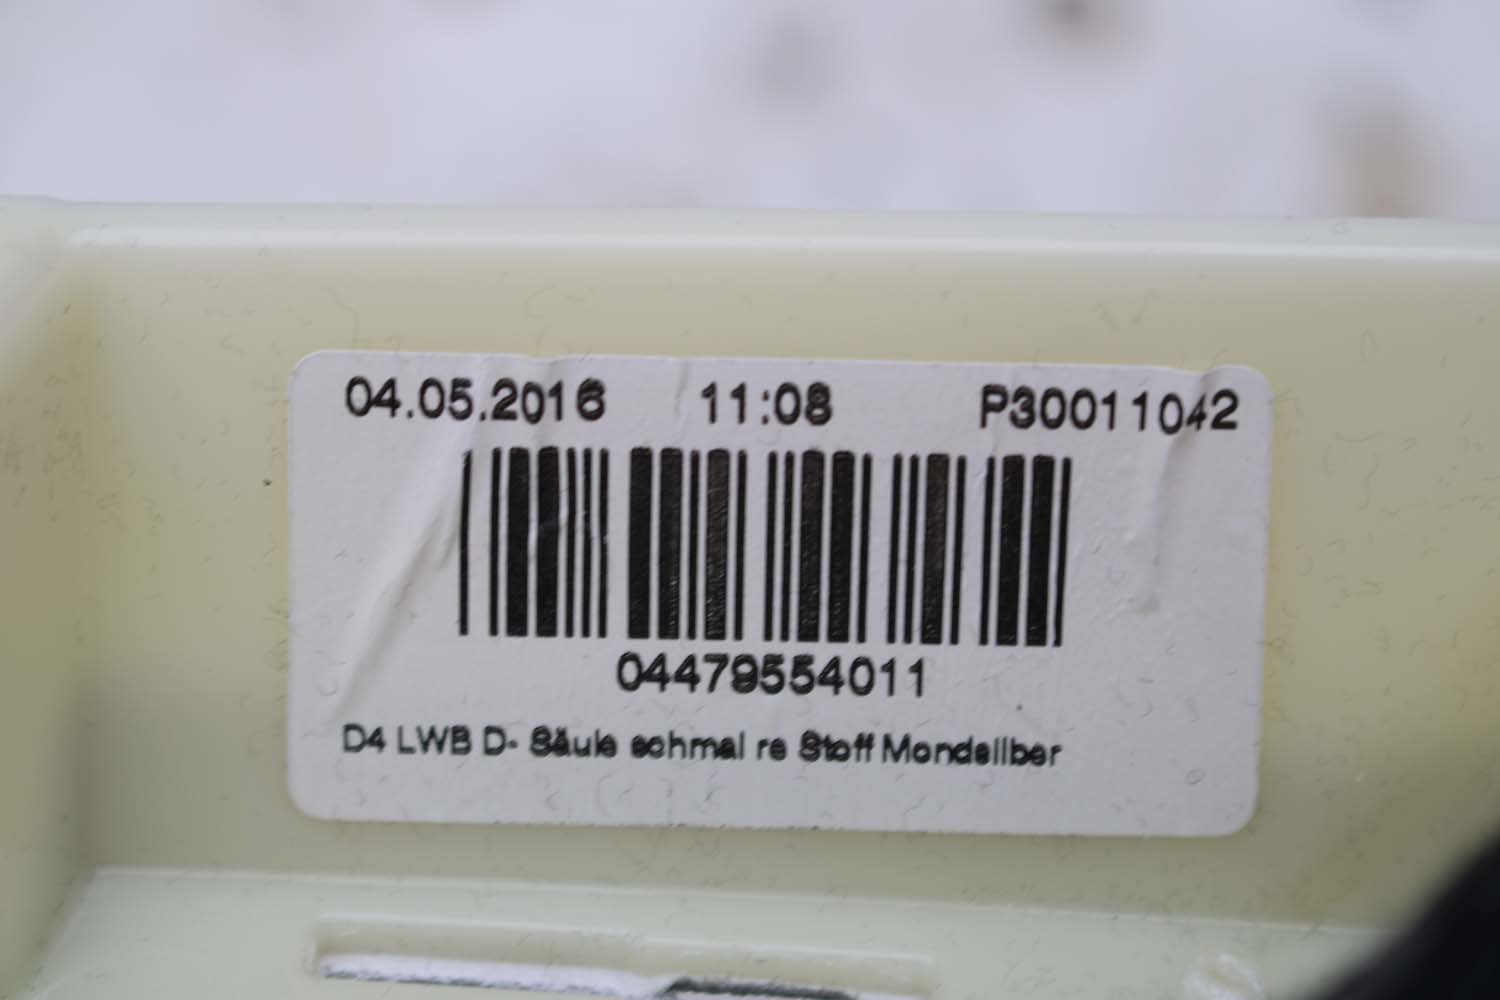 04.05.2016 11:08 P30011042
04479554011
D4 LWB D- Säule schmal re Stoff Mondsilber